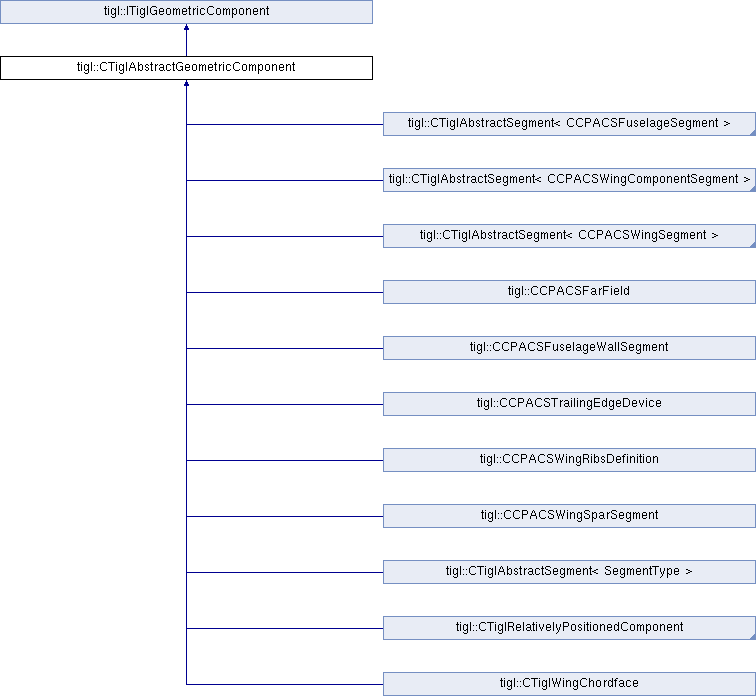 tigl::ITiglGeometricComponent
tigl::CTiglAbstractGeometricComponent
tigl::CTiglAbstractSegment< CCPACSFuselageSegment >
tigl::CTiglAbstractSegment< CCPACSWingComponentSegment >
tigl::CTiglAbstractSegment< CCPACSWingSegment >
tigl::CCPACSFarField
tigl::CCPACSFuselageWallSegment
tigl::CCPACSTrailingEdgeDevice
tigl::CCPACSWingRibsDefinition
tigl::CCPACSWingSparSegment
tigl::CTiglAbstractSegment< SegmentType >
tigl::CTiglRelativelyPositionedComponent
tigl::CTiglWingChordface